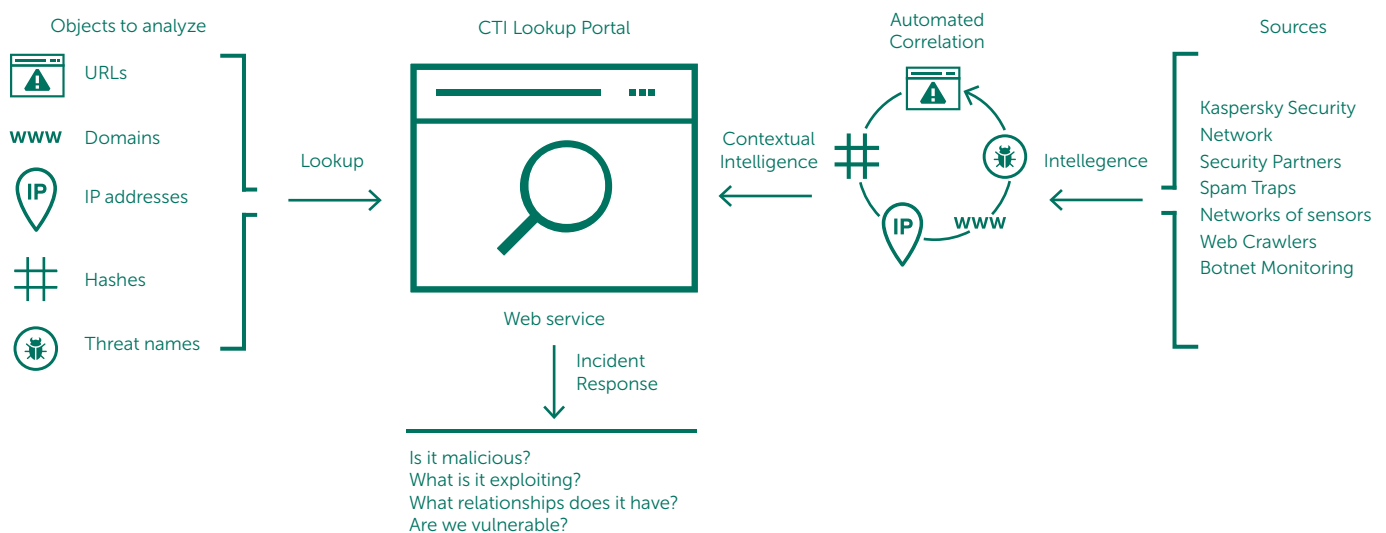 Objects to analyze
URLs
www
Domains
IP
IP addresses
Hashes
Threat names
Lookup
CTI Lookup Portal
Web service
Incident
Response
Is it malicious?
What is it exploiting?
What relationships does it have?
Are we vulnerable?
Contextual
Intelligence
Automated
Correlation
IP
www
Intellegence
Sources
Kaspersky Security
Network
Security Partners
Spam Traps
Networks of sensors
Web Crawlers
Botnet Monitoring